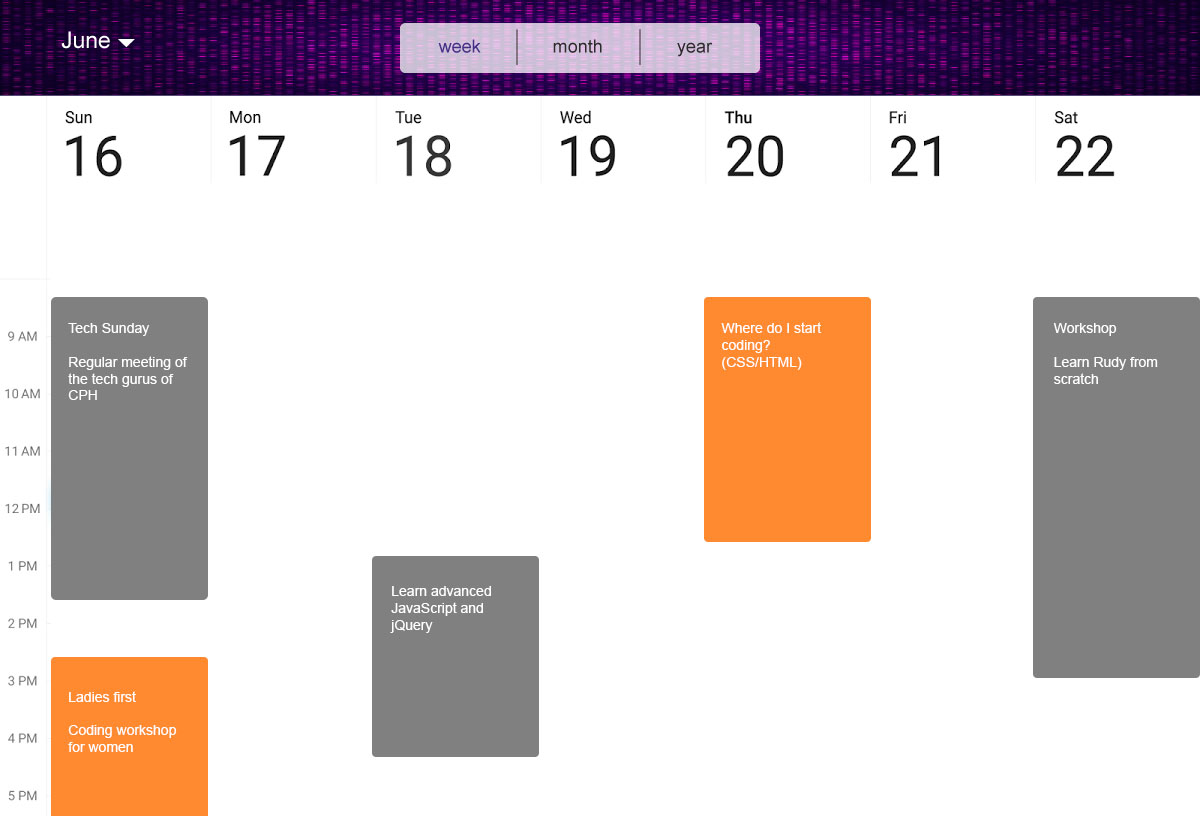 June
week
month
year
Sun
Mon
Tue
Wed
Thu
Fri
Sat
16
17
18
19
20
21
22
9 AM
10 AM
11 AM
12 PM
1 PM
2 PM
3 PM
4 PM
5 PM
Tech Sunday
Regular meeting of
the tech gurus of
CPH
Ladies first
Coding workshop
for women
Learn advanced
JavaScript and
jQuery
Where do I start
coding?
(CSS/HTML)
Workshop
Learn Rudy from
scratch